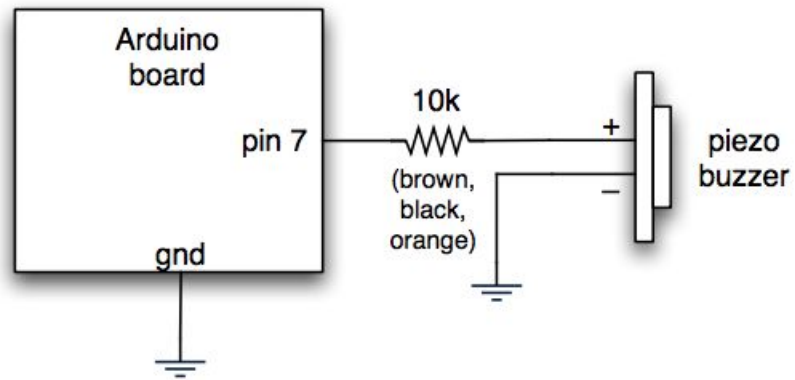 Arduino
board
pin 7
gnd
10k
(brown,
black,
orange)
+
–
piezo
buzzer